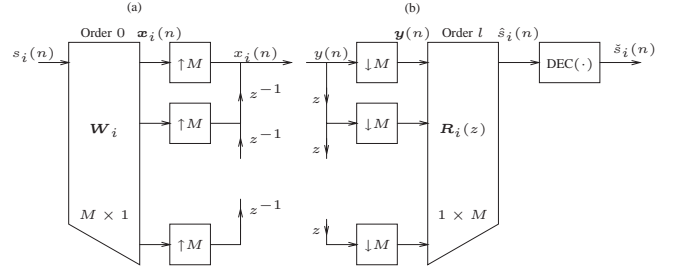 (a) (b)
Order 0 x_i(n) y(n) Order l ŝ_i(n)
s_i(n) ↑M x_i(n) y(n) ↓M DEC(·) š_i(n)
z^{-1} z
↑M ↓M
W_i z^{-1} R_i(z)
z
M × 1 z^{-1} 1 × M
z
↑M ↓M